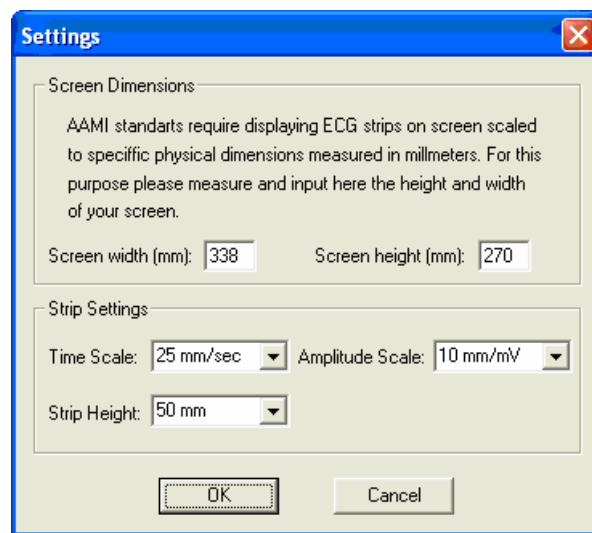 Settings
Screen Dimensions
AAMI standarts require displaying ECG strips on screen scaled
to speciffic physical dimensions measured in millmeters. For this
purpose please measure and input here the height and width
of your screen.
Screen width (mm): 338 Screen height (mm): 270
Strip Settings
Time Scale: 25 mm/sec Amplitude Scale: 10 mm/mV
Strip Height: 50 mm
OK Cancel